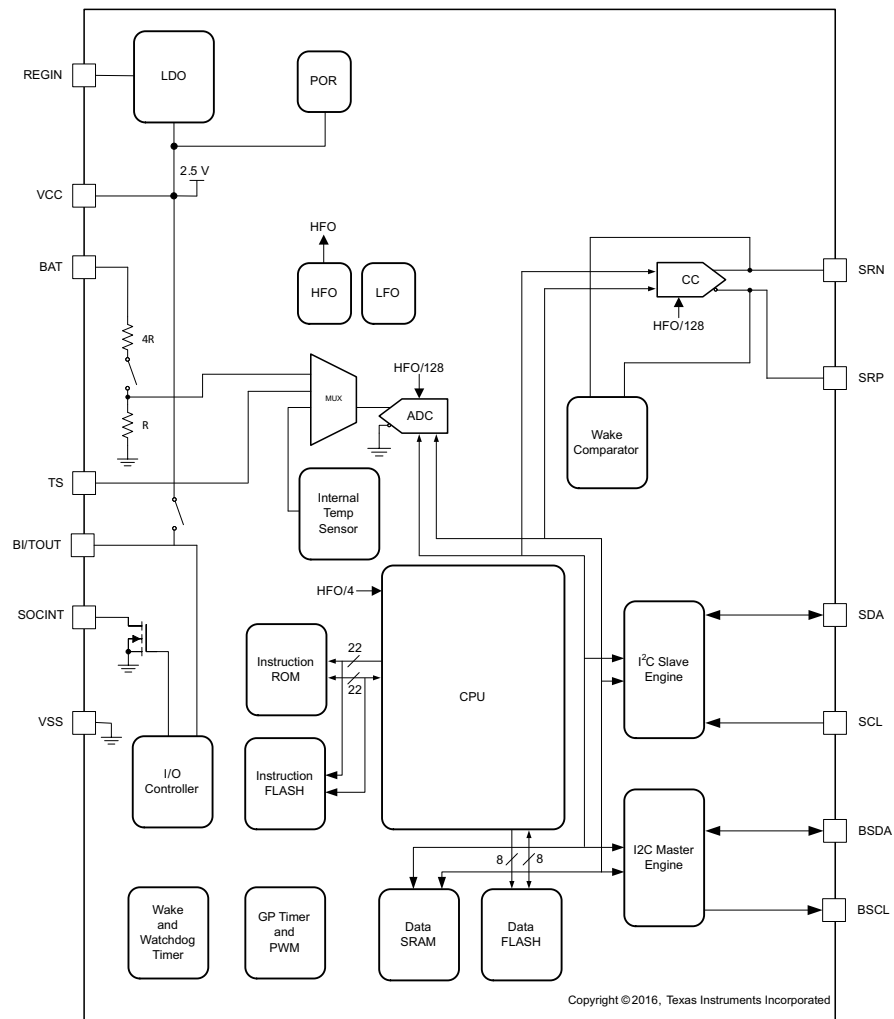 REGIN
LDO
POR
2.5 V
VCC
BAT
HFO
HFO
LFO
CC
HFO/128
SRN
4R
HFO/128
MUX
ADC
SRP
R
Wake
Comparator
TS
Internal
Temp
Sensor
BI/TOUT
HFO/4
SOCINT
SDA
Instruction
ROM
22
22
CPU
I²C Slave
Engine
VSS
SCL
I/O
Controller
Instruction
FLASH
8
8
I2C Master
Engine
BSDA
Wake
and
Watchdog
Timer
GP Timer
and
PWM
Data
SRAM
Data
FLASH
BSCL
Copyright © 2016, Texas Instruments Incorporated